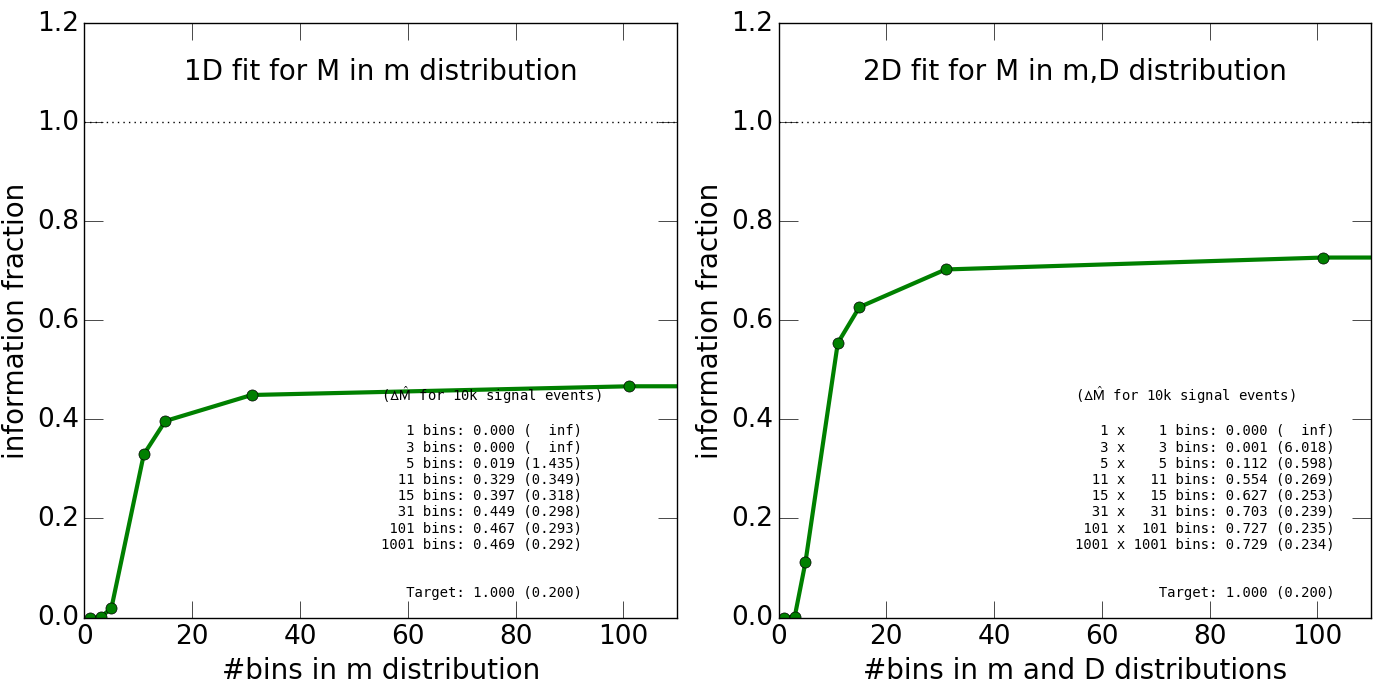 1D fit for M in m distribution
1.2
1.0
0.8
0.6
0.4
0.2
0.0
information fraction
(ΔM̂ for 10k signal events)
1 bins: 0.000 (  inf)
3 bins: 0.000 (  inf)
5 bins: 0.019 (1.435)
11 bins: 0.329 (0.349)
15 bins: 0.397 (0.318)
31 bins: 0.449 (0.298)
101 bins: 0.467 (0.293)
1001 bins: 0.469 (0.292)
Target: 1.000 (0.200)
0 20 40 60 80 100
#bins in m distribution
2D fit for M in m,D distribution
1.2
1.0
0.8
0.6
0.4
0.2
0.0
information fraction
(ΔM̂ for 10k signal events)
1 x    1 bins: 0.000 (  inf)
3 x    3 bins: 0.001 (6.018)
5 x    5 bins: 0.112 (0.598)
11 x   11 bins: 0.554 (0.269)
15 x   15 bins: 0.627 (0.253)
31 x   31 bins: 0.703 (0.239)
101 x  101 bins: 0.727 (0.235)
1001 x 1001 bins: 0.729 (0.234)
Target: 1.000 (0.200)
0 20 40 60 80 100
#bins in m and D distributions